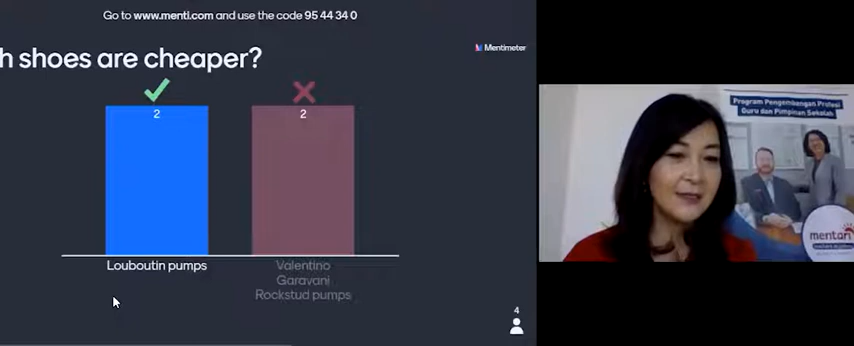 Go to www.menti.com and use the code 95 44 34 0
h shoes are cheaper?
Mentimeter
2
2
Louboutin pumps
Valentino
Garavani
Rockstud pumps
4
Program Pengembangan Profesi
Guru dan Pimpinan Sekolah
mentari